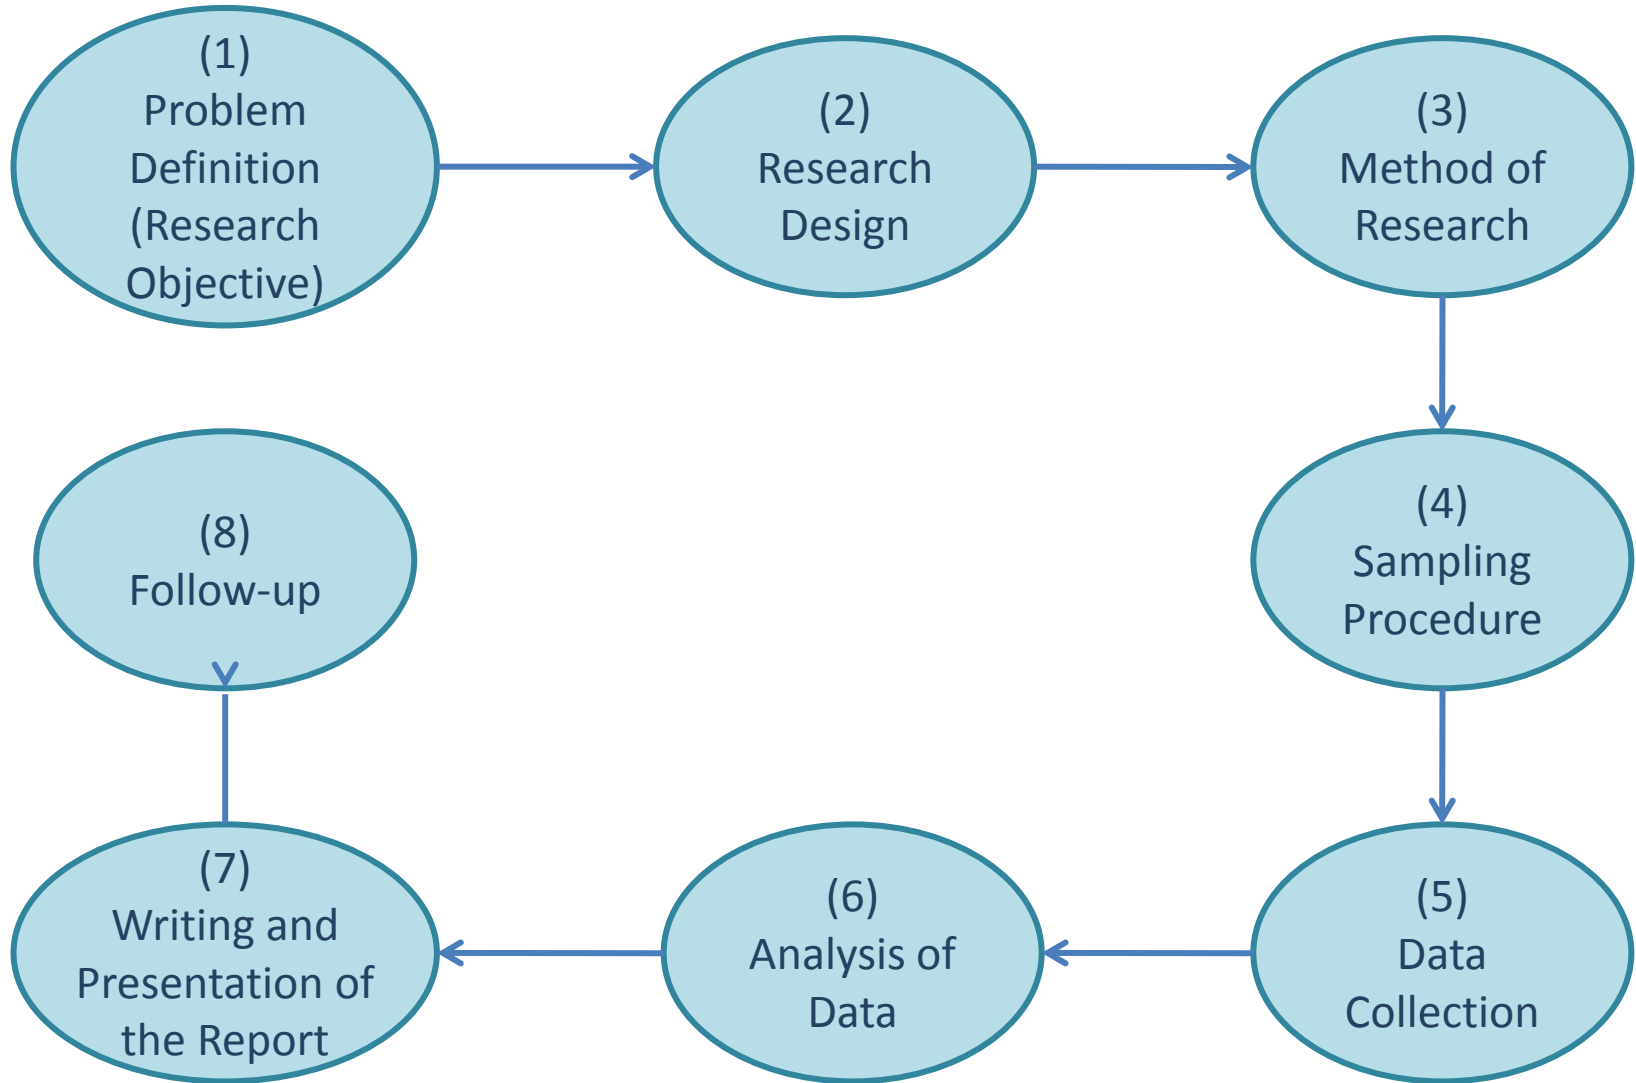 (1)
Problem
Definition
(Research
Objective)
(2)
Research
Design
(3)
Method of
Research
(4)
Sampling
Procedure
(5)
Data
Collection
(6)
Analysis of
Data
(7)
Writing and
Presentation of
the Report
(8)
Follow-up